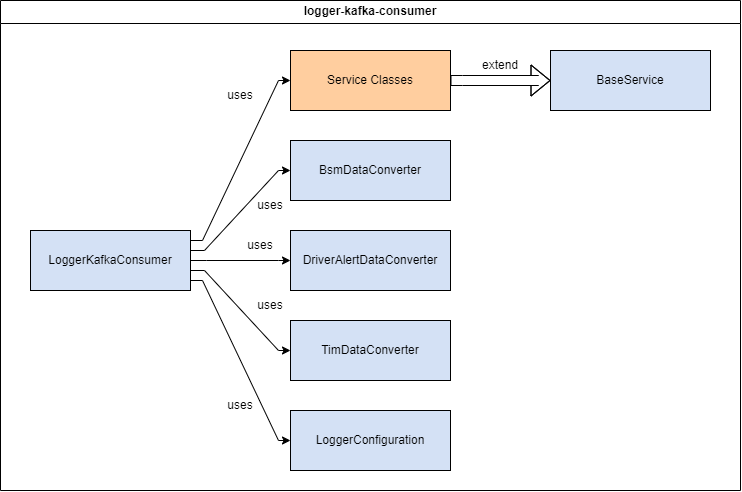 logger-kafka-consumer
Service Classes
extend
BaseService
uses
BsmDataConverter
uses
LoggerKafkaConsumer
uses
DriverAlertDataConverter
uses
TimDataConverter
uses
LoggerConfiguration